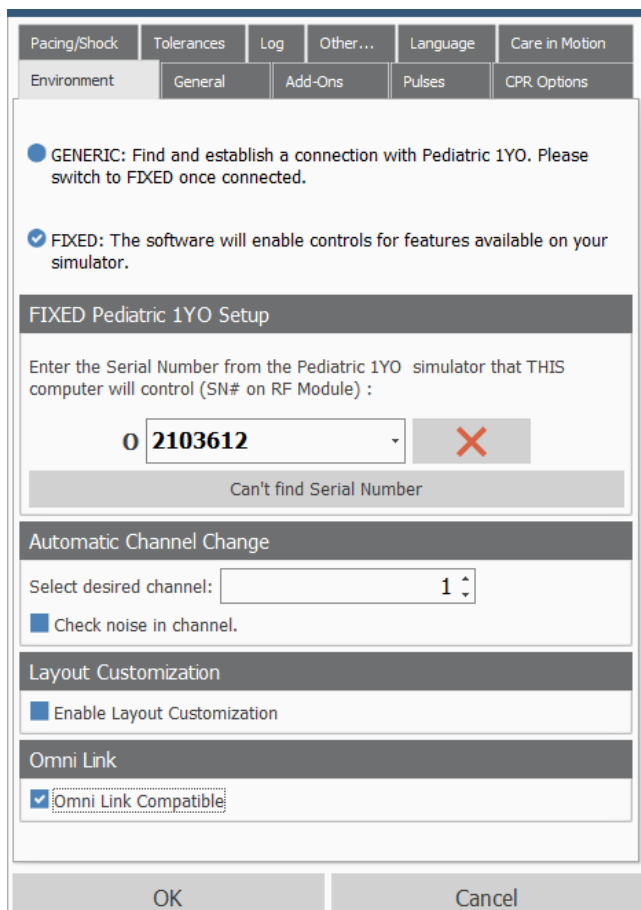 Pacing/Shock Tolerances Log Other... Language Care in Motion
Environment General Add-Ons Pulses CPR Options
GENERIC: Find and establish a connection with Pediatric 1YO. Please
switch to FIXED once connected.
FIXED: The software will enable controls for features available on your
simulator.
FIXED Pediatric 1YO Setup
Enter the Serial Number from the Pediatric 1YO simulator that THIS
computer will control (SN# on RF Module) :
O 2103612
Can't find Serial Number
Automatic Channel Change
Select desired channel: 1
Check noise in channel.
Layout Customization
Enable Layout Customization
Omni Link
Omni Link Compatible
OK Cancel